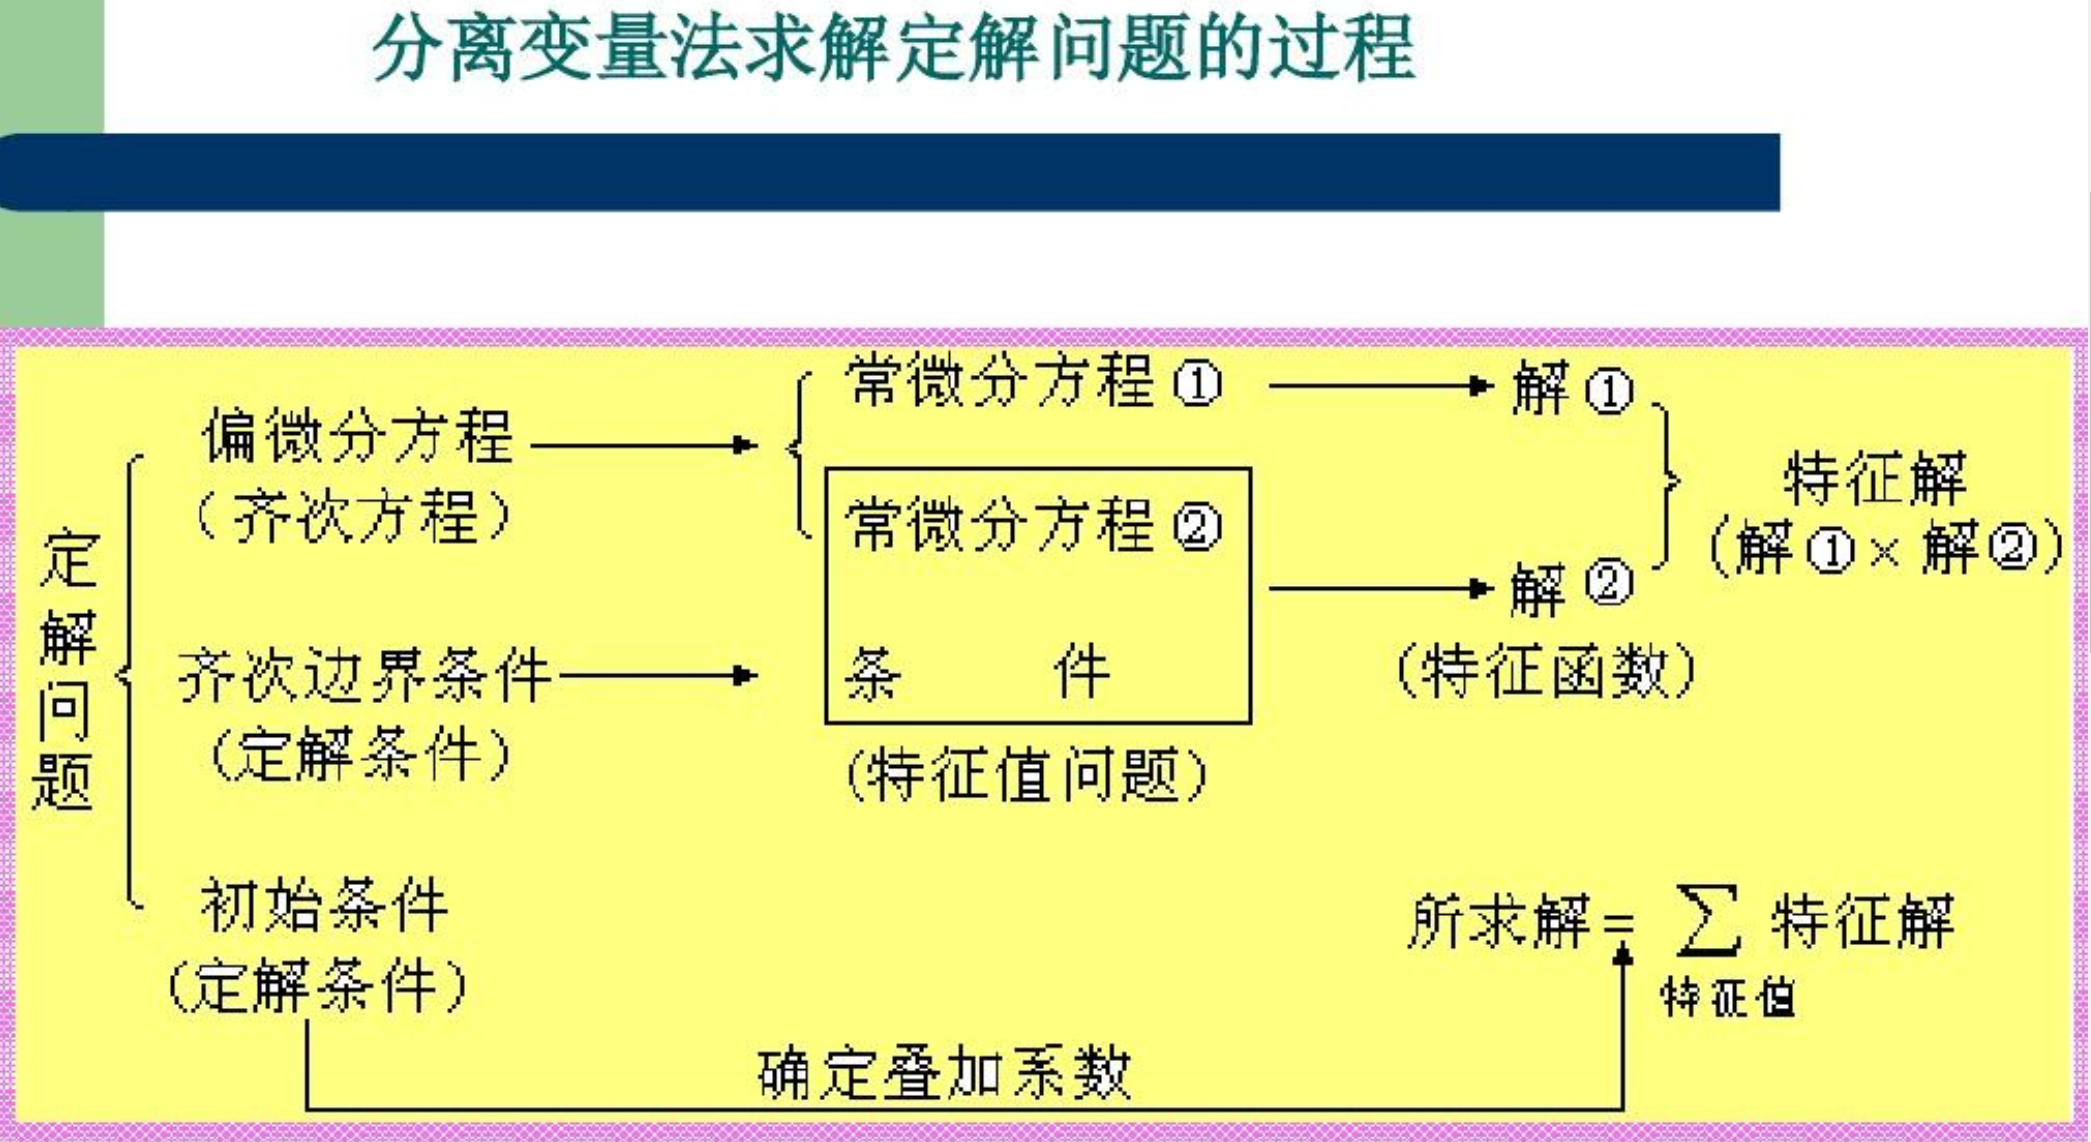 分离变量法求解定解问题的过程
定解问题
偏微分方程
（齐次方程）
齐次边界条件
(定解条件)
初始条件
(定解条件)
常微分方程①
常微分方程②
条 件
(特征值问题)
解①
解②
(特征函数)
特征解
(解①×解②)
所求解= ∑ 特征解
特征值
确定叠加系数